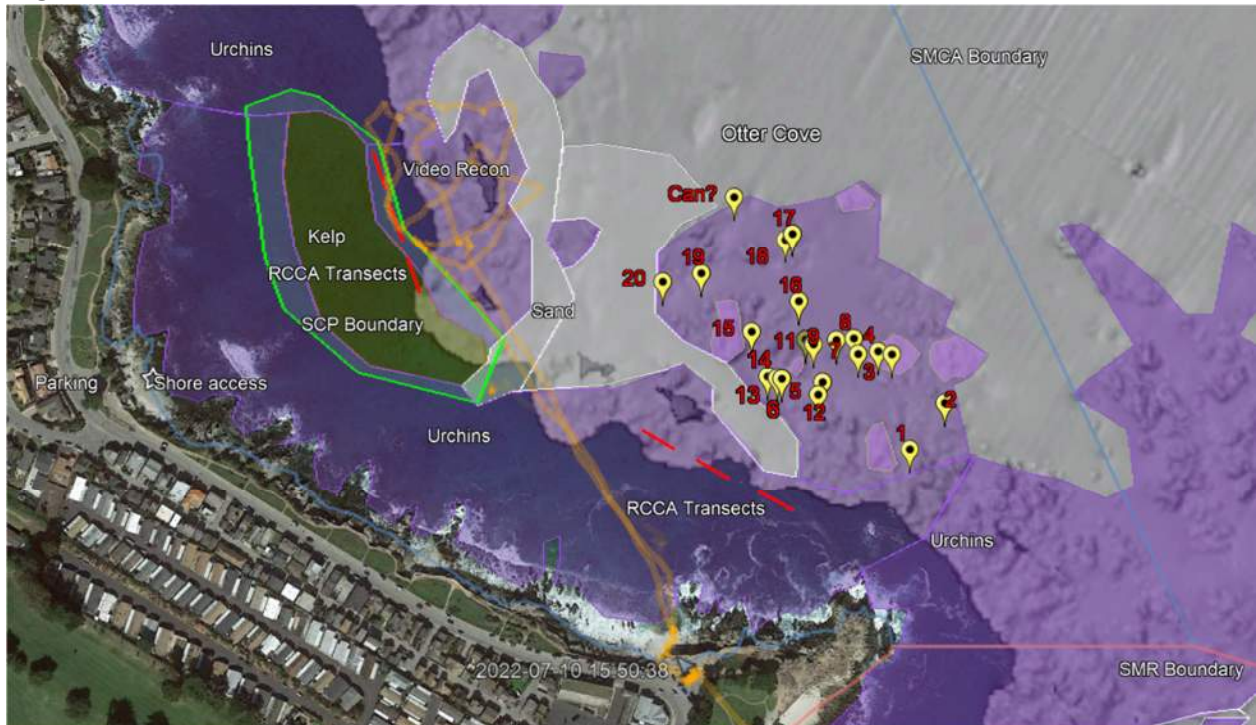 Urchins
SMCA Boundary
Otter Cove
Video Recon
Can?
17
Kelp
18
19
RCCA Transects
20
16
Sand
SCP Boundary
15
11
9
8
4
7
3
Parking
Shore access
14
13
6
5
12
2
Urchins
1
RCCA Transects
Urchins
2022-07-10 15:50:38
SMR Boundary